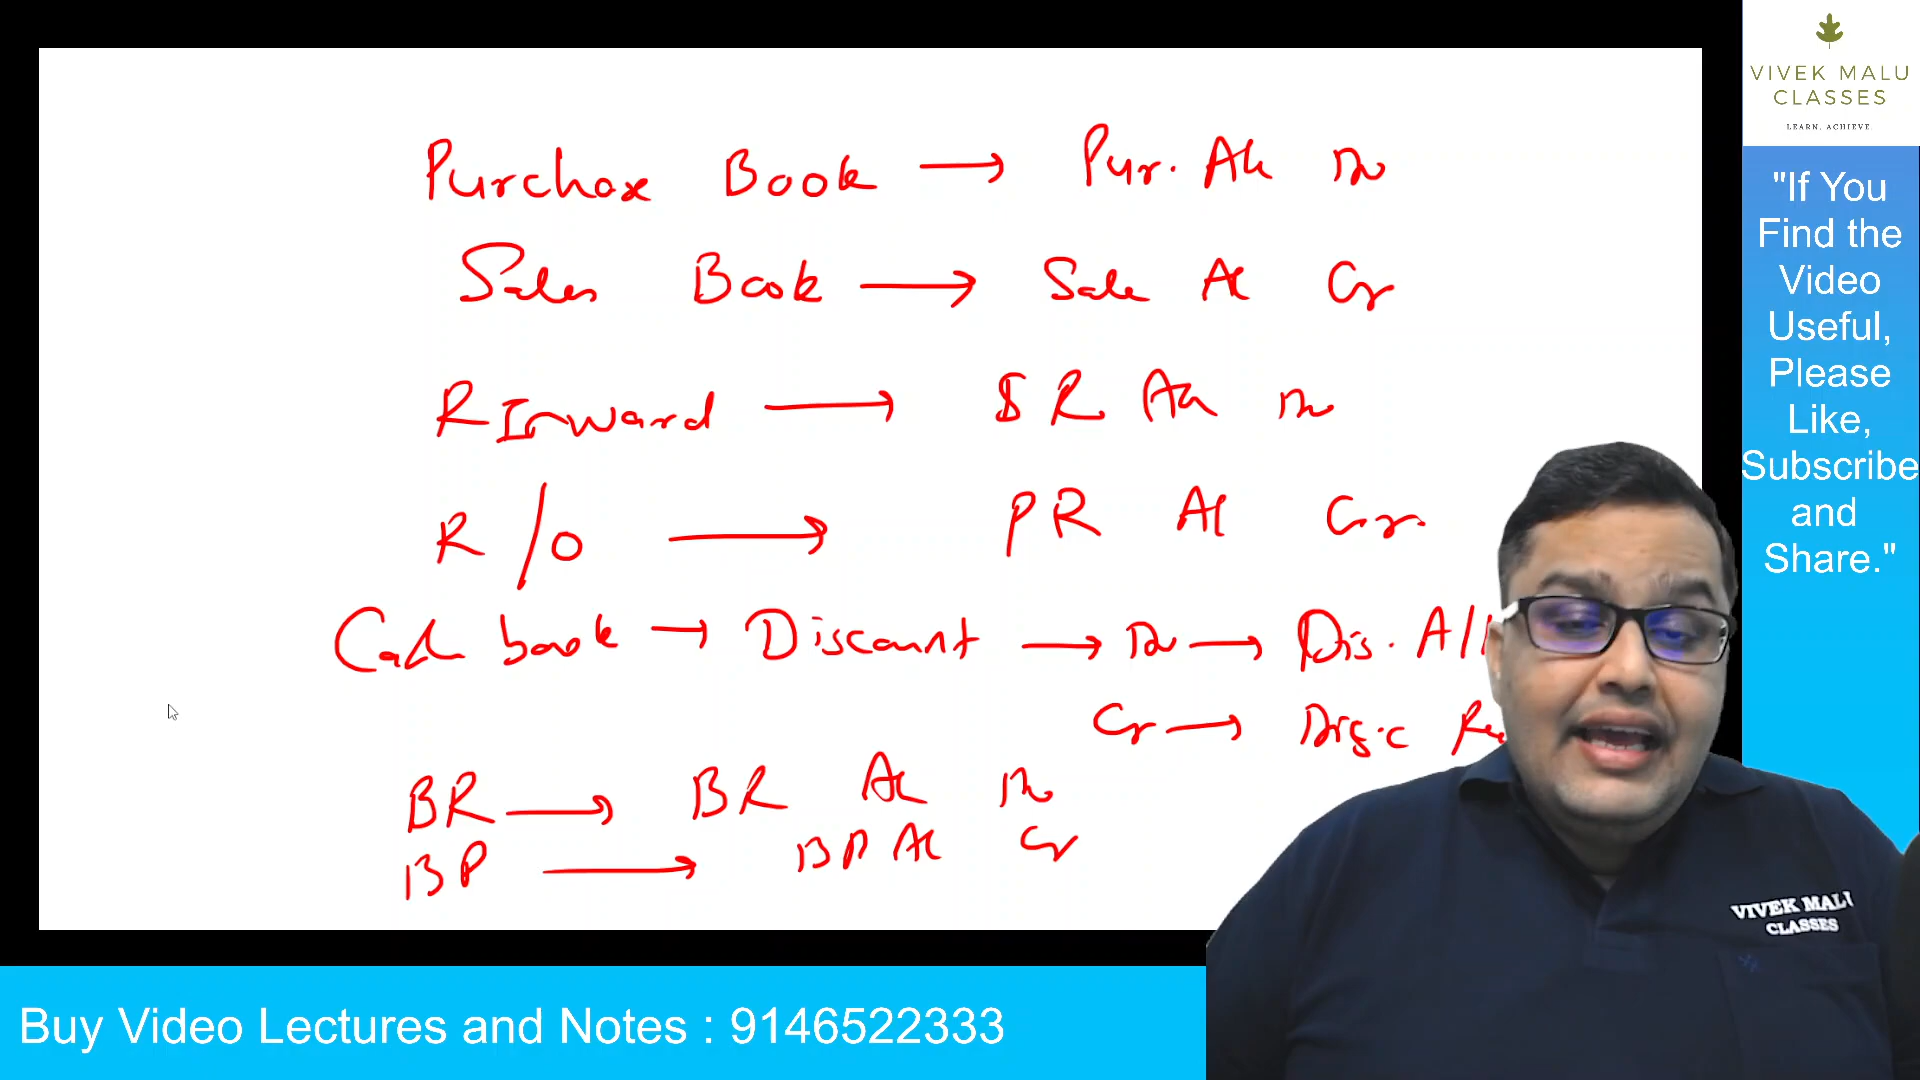 Purchase Book → Pur. A/c Dr
Sales Book → Sale A/c Cr
R Inward → SR A/c Dr
R/O → PR A/c Cr.
Cash book → Discount → Dr → Dis. All
Cr → Disc Re
BR → BR A/c Dr
BP → BP A/c Cr
VIVEK MALU
CLASSES
LEARN. ACHIEVE.
"If You
Find the
Video
Useful,
Please
Like,
Subscribe
and
Share."
VIVEK MALU
CLASSES
Buy Video Lectures and Notes : 9146522333